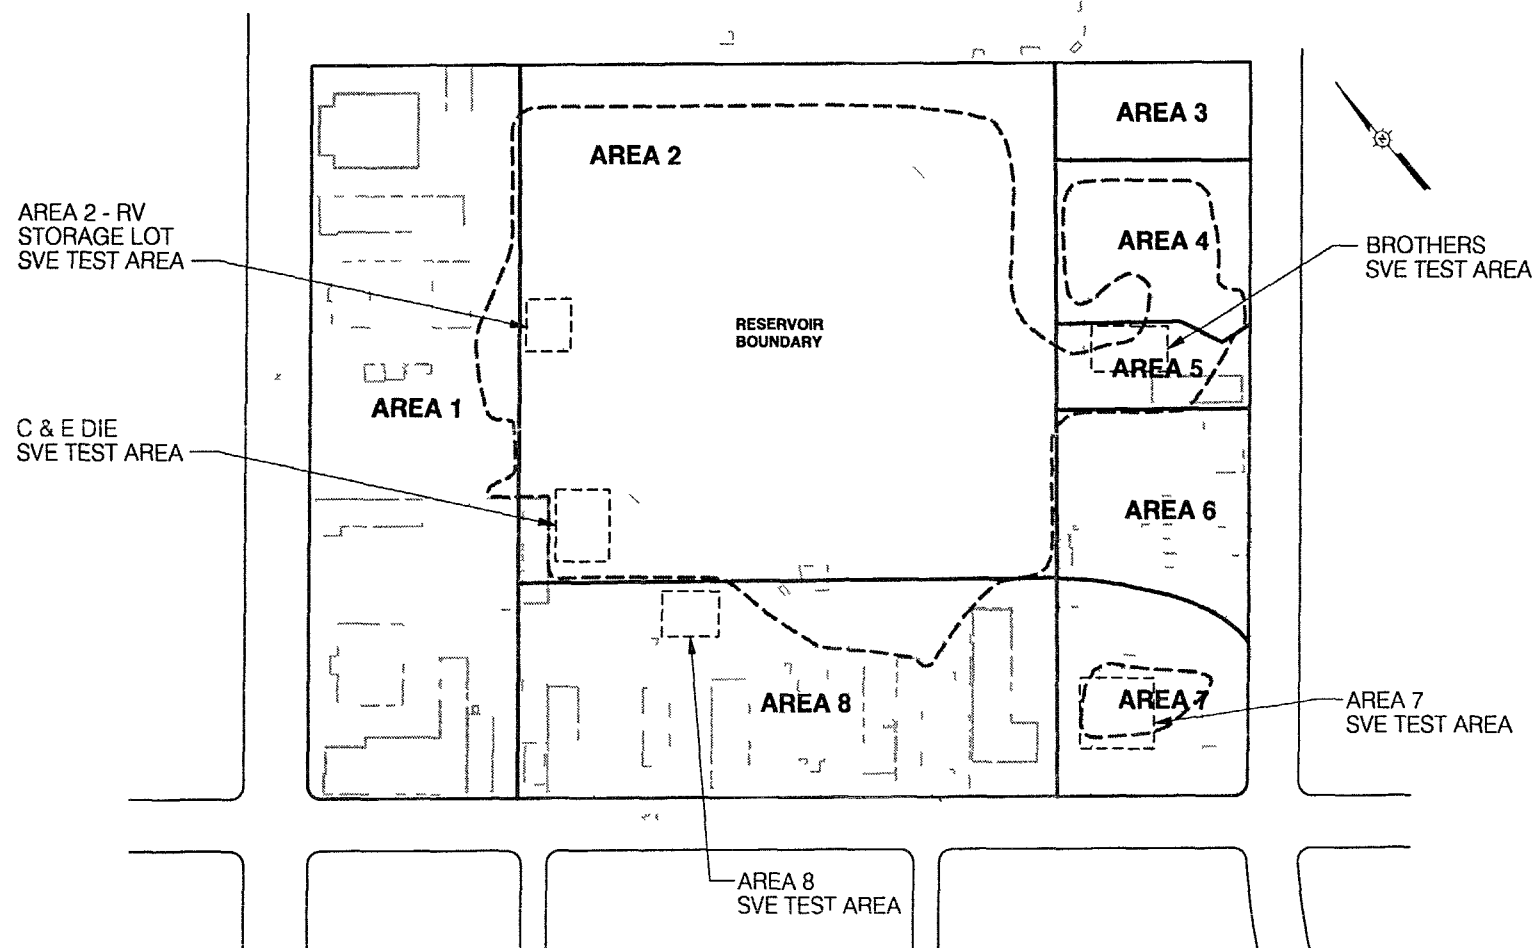 AREA 3
AREA 2
AREA 2 - RV
STORAGE LOT
SVE TEST AREA
AREA 4
BROTHERS
SVE TEST AREA
RESERVOIR
BOUNDARY
AREA 5
AREA 1
C & E DIE
SVE TEST AREA
AREA 6
AREA 8
AREA 7
AREA 7
SVE TEST AREA
AREA 8
SVE TEST AREA